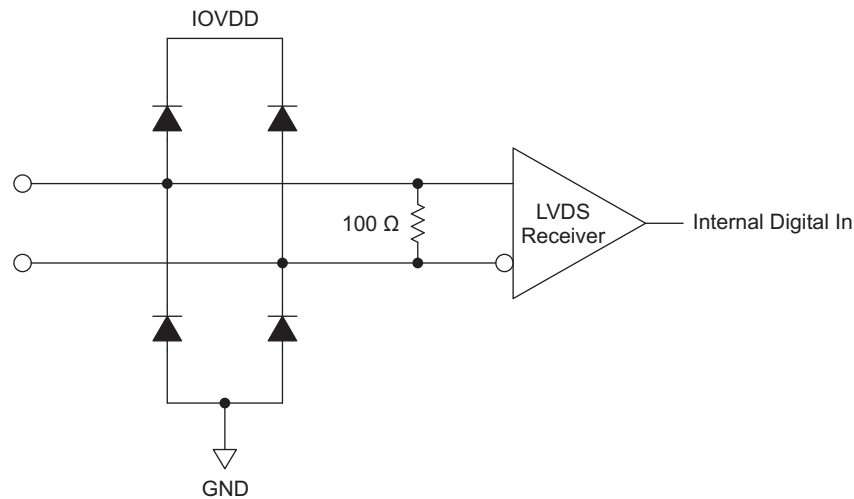 IOVDD
100 Ω
LVDS
Receiver
Internal Digital In
GND